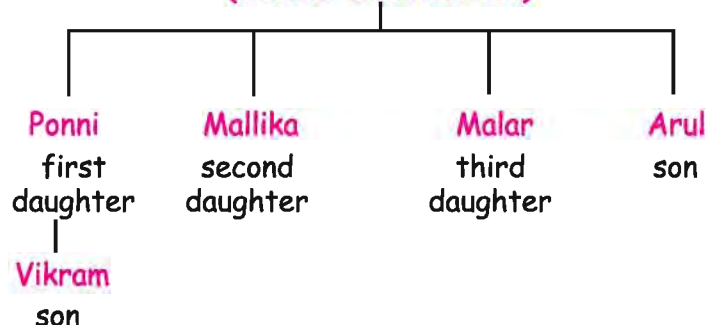 Ponni Mallika Malar Arul
first second third son
daughter daughter daughter
Vikram
son